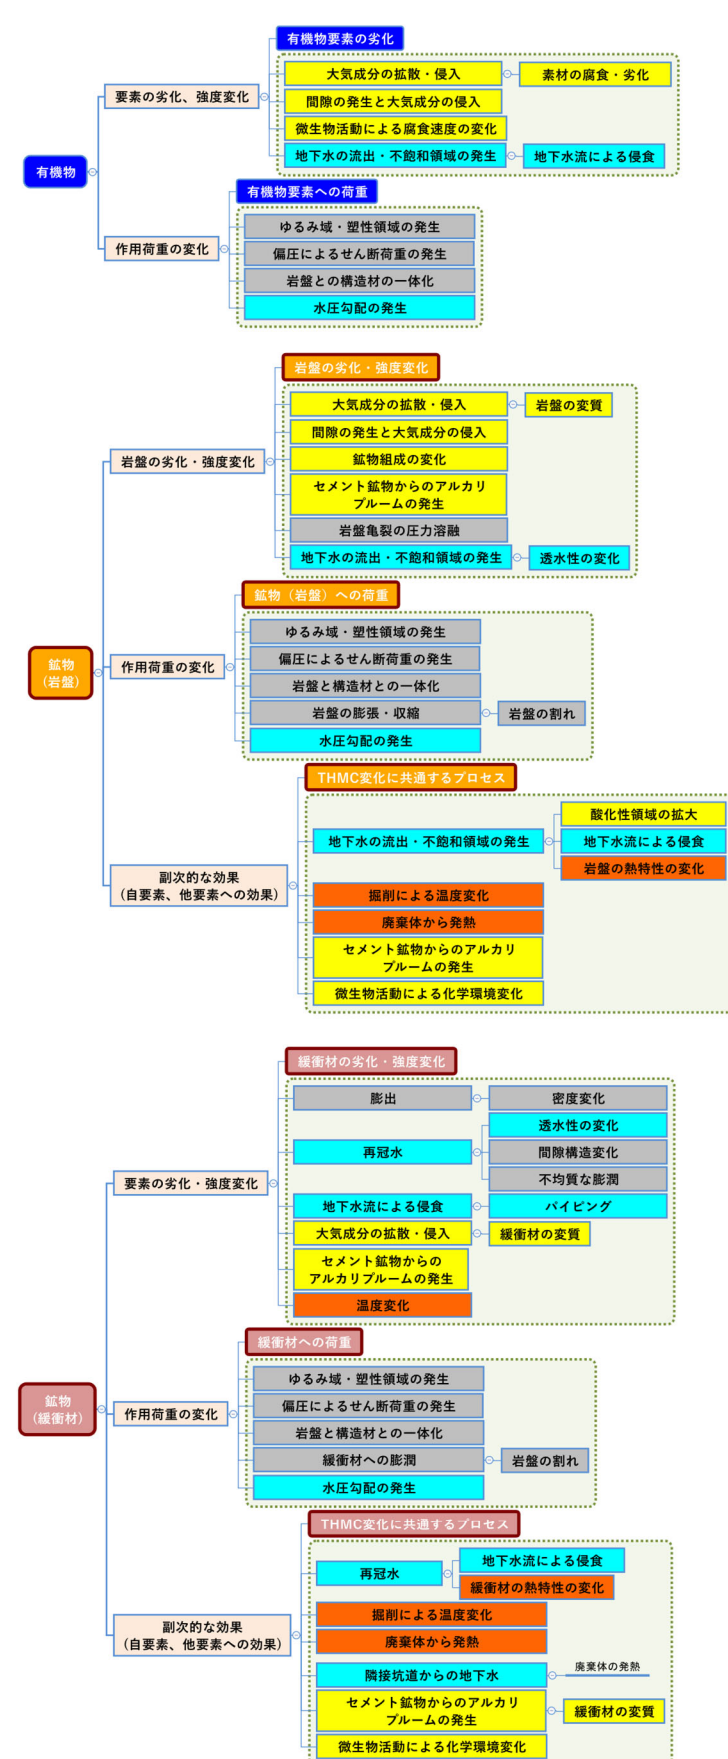 有機物要素の劣化
大気成分の拡散・侵入
素材の腐食・劣化
要素の劣化、強度変化
間隙の発生と大気成分の侵入
微生物活動による腐食速度の変化
地下水の流出・不飽和領域の発生
地下水流による侵食
有機物
有機物要素への荷重
ゆるみ域・塑性領域の発生
作用荷重の変化
偏圧によるせん断荷重の発生
岩盤との構造材の一体化
水圧勾配の発生
岩盤の劣化・強度変化
大気成分の拡散・侵入
岩盤の変質
間隙の発生と大気成分の侵入
岩盤の劣化・強度変化
鉱物組成の変化
セメント鉱物からのアルカリ
プルームの発生
岩盤亀裂の圧力溶融
地下水の流出・不飽和領域の発生
透水性の変化
鉱物（岩盤）への荷重
ゆるみ域・塑性領域の発生
鉱物
（岩盤）
作用荷重の変化
偏圧によるせん断荷重の発生
岩盤と構造材との一体化
岩盤の膨張・収縮
岩盤の割れ
水圧勾配の発生
THMC変化に共通するプロセス
酸化性領域の拡大
地下水の流出・不飽和領域の発生
地下水流による侵食
岩盤の熱特性の変化
副次的な効果
（自要素、他要素への効果）
掘削による温度変化
廃棄体から発熱
セメント鉱物からのアルカリ
プルームの発生
微生物活動による化学環境変化
緩衝材の劣化・強度変化
膨出
密度変化
透水性の変化
再冠水
間隙構造変化
不均質な膨潤
要素の劣化・強度変化
地下水流による侵食
パイピング
大気成分の拡散・侵入
緩衝材の変質
セメント鉱物からの
アルカリプルームの発生
温度変化
緩衝材への荷重
ゆるみ域・塑性領域の発生
鉱物
（緩衝材）
作用荷重の変化
偏圧によるせん断荷重の発生
岩盤と構造材との一体化
緩衝材への膨潤
岩盤の割れ
水圧勾配の発生
THMC変化に共通するプロセス
地下水流による侵食
再冠水
緩衝材の熱特性の変化
掘削による温度変化
副次的な効果
（自要素、他要素への効果）
廃棄体から発熱
隣接坑道からの地下水
廃棄体の発熱
セメント鉱物からのアルカリ
プルームの発生
緩衝材の変質
微生物活動による化学環境変化